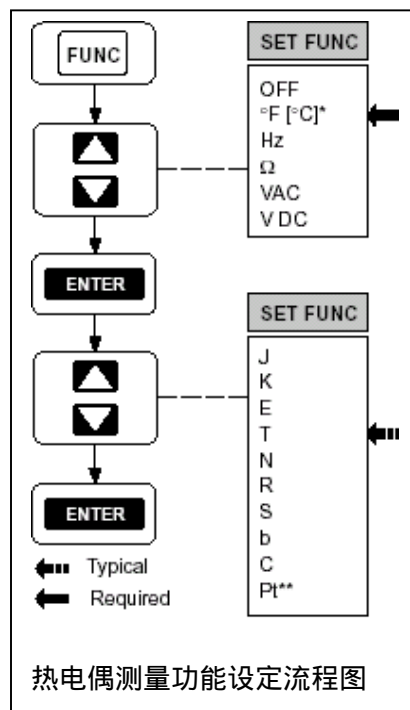 FUNC
SET FUNC
OFF
°F [°C]*
Hz
Ω
VAC
V DC
ENTER
SET FUNC
J
K
E
T
N
R
S
b
C
Pt**
ENTER
Typical
Required
热电偶测量功能设定流程图